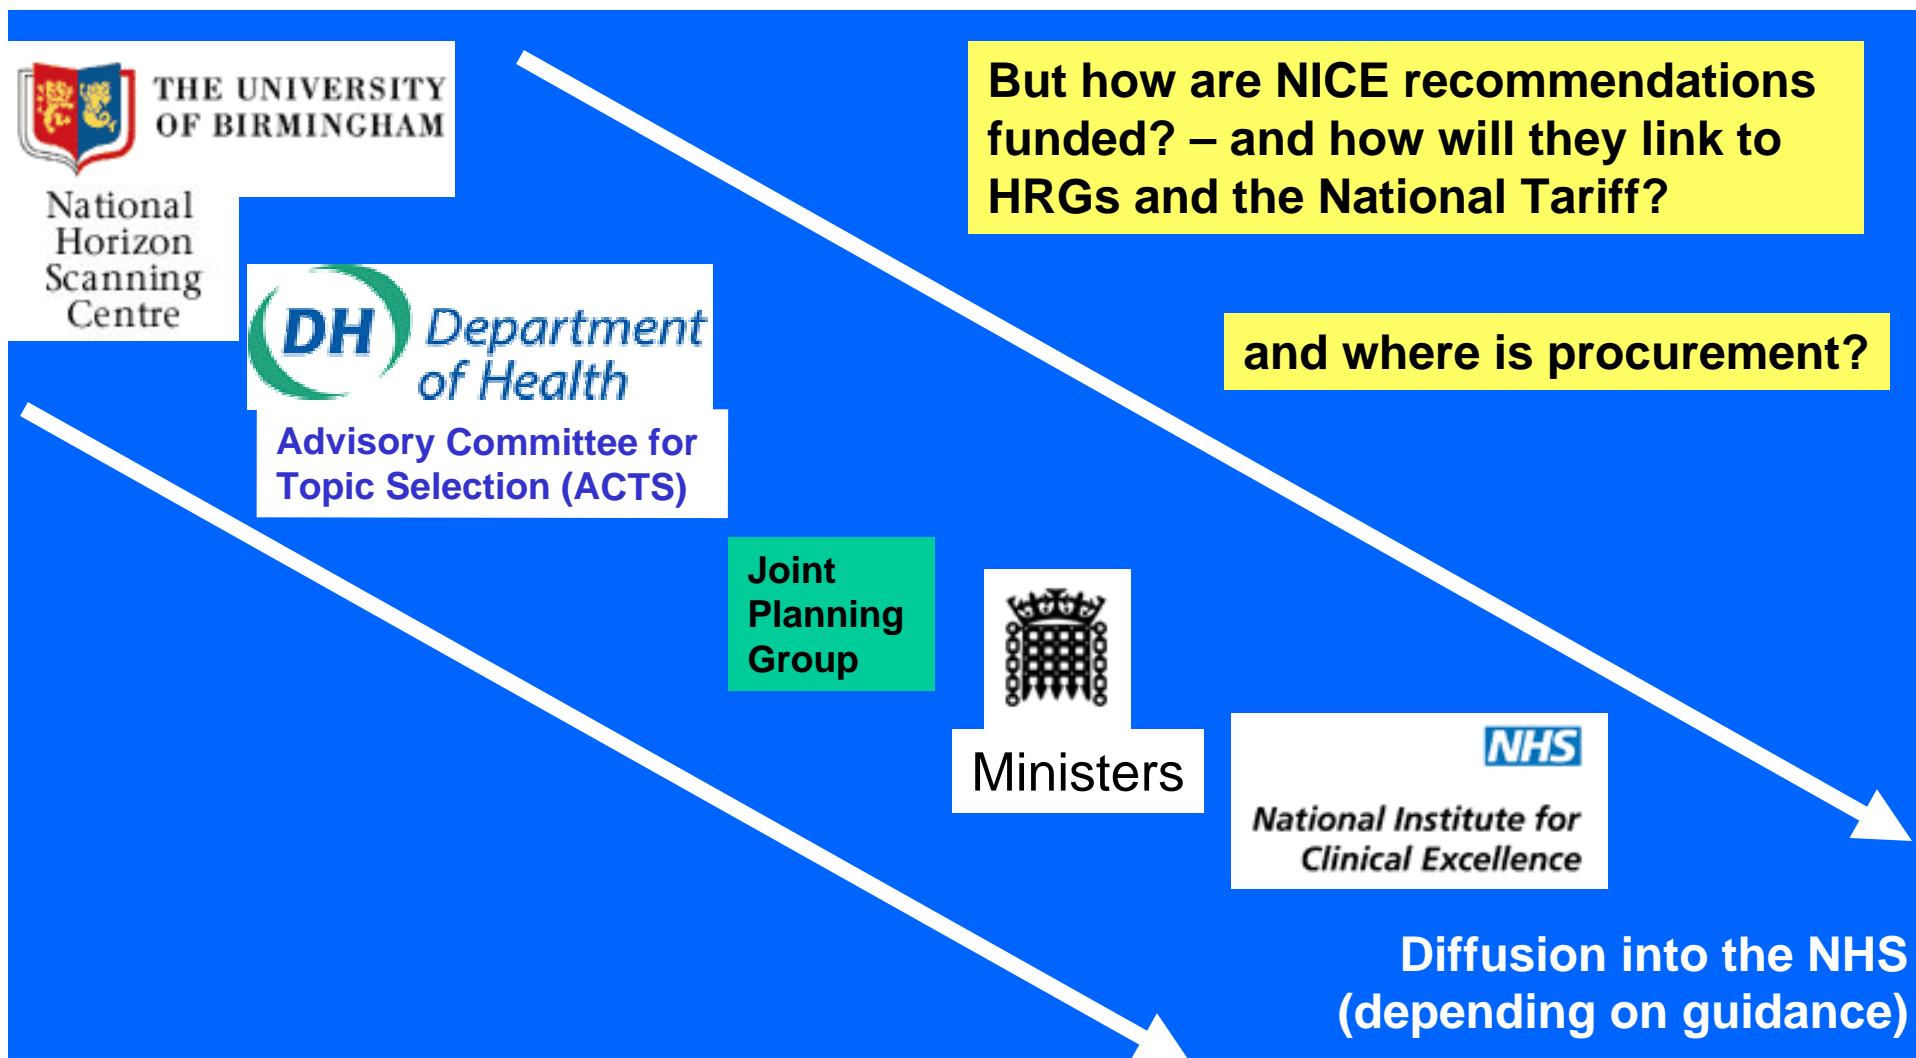 THE UNIVERSITY
OF BIRMINGHAM
National
Horizon
Scanning
Centre
But how are NICE recommendations
funded? – and how will they link to
HRGs and the National Tariff?
and where is procurement?
DH Department
of Health
Advisory Committee for
Topic Selection (ACTS)
Joint
Planning
Group
Ministers
NHS
National Institute for
Clinical Excellence
Diffusion into the NHS
(depending on guidance)